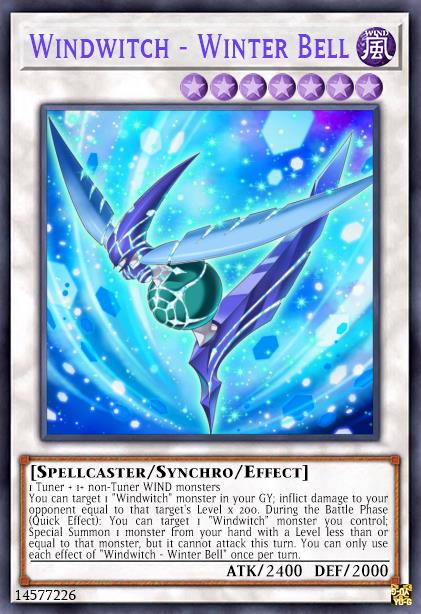 WINDWITCH - WINTER BELL
WIND
風
[SPELLCASTER/SYNCHRO/EFFECT]
1 Tuner + 1+ non-Tuner WIND monsters
You can target 1 "Windwitch" monster in your GY; inflict damage to your
opponent equal to that target's Level x 200. During the Battle Phase
(Quick Effect): You can target 1 "Windwitch" monster you control;
Special Summon 1 monster from your hand with a Level less than or
equal to that monster, but it cannot attack this turn. You can only use
each effect of "Windwitch - Winter Bell" once per turn.
ATK/2400 DEF/2000
14577226